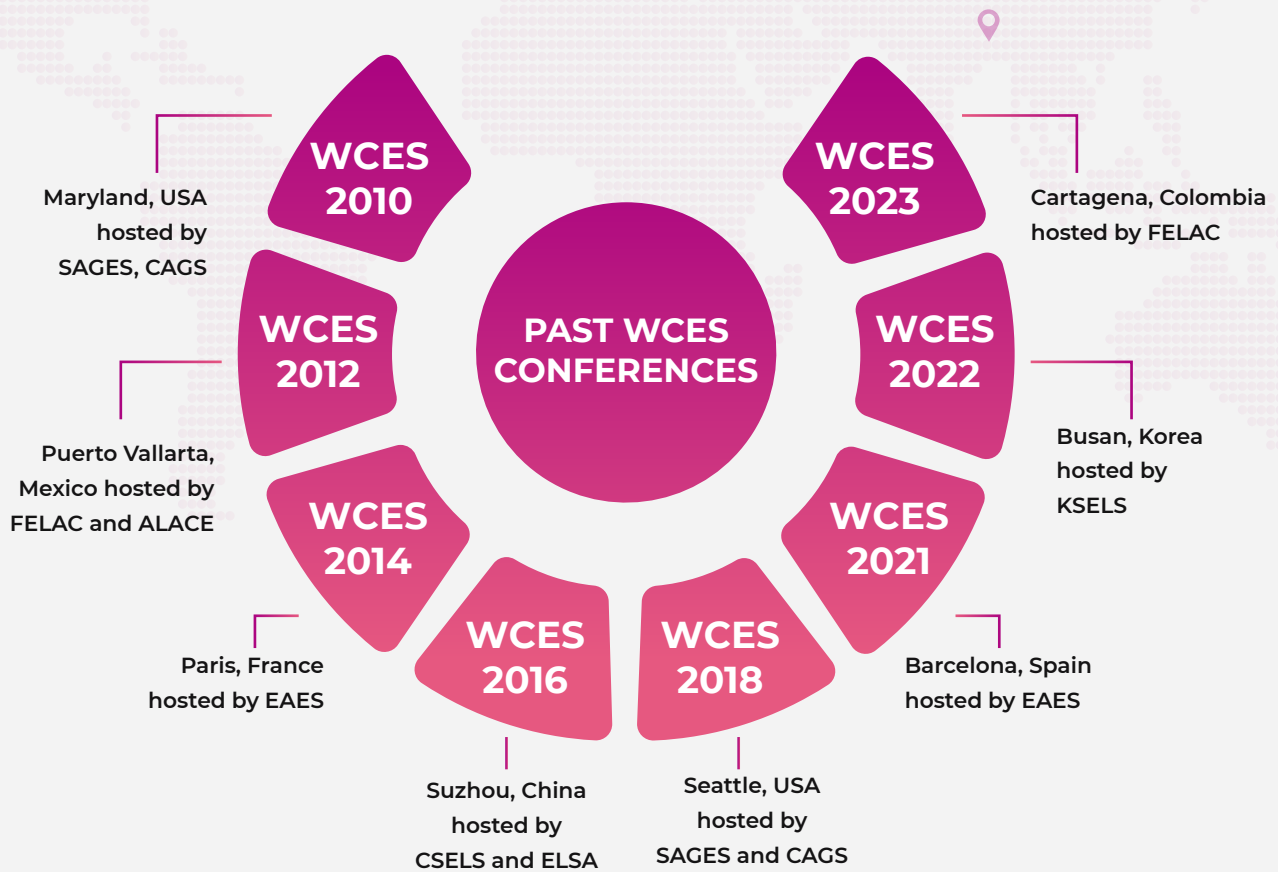 PAST WCES
CONFERENCES
WCES
2010
Maryland, USA
hosted by
SAGES, CAGS
WCES
2012
Puerto Vallarta,
Mexico hosted by
FELAC and ALACE
WCES
2014
Paris, France
hosted by EAES
WCES
2016
Suzhou, China
hosted by
CSELS and ELSA
WCES
2018
Seattle, USA
hosted by
SAGES and CAGS
WCES
2021
Barcelona, Spain
hosted by EAES
WCES
2022
Busan, Korea
hosted by
KSELS
WCES
2023
Cartagena, Colombia
hosted by FELAC